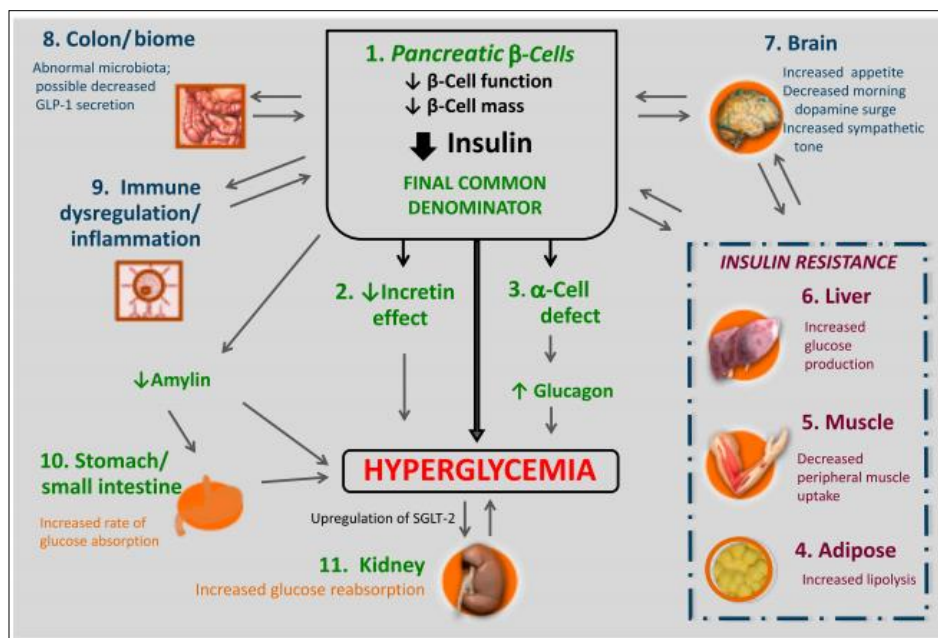 8. Colon/biome
Abnormal microbiota;
possible decreased
GLP-1 secretion
1. Pancreatic β-Cells
↓ β-Cell function
↓ β-Cell mass
↓ Insulin
FINAL COMMON
DENOMINATOR
7. Brain
Increased appetite
Decreased morning
dopamine surge
Increased sympathetic
tone
9. Immune
dysregulation/
inflammation
2. ↓Incretin
effect
3. α-Cell
defect
INSULIN RESISTANCE
6. Liver
Increased
glucose
production
↓Amylin
↑ Glucagon
5. Muscle
Decreased
peripheral muscle
uptake
10. Stomach/
small intestine
Increased rate of
glucose absorption
HYPERGLYCEMIA
Upregulation of SGLT-2
11. Kidney
Increased glucose reabsorption
4. Adipose
Increased lipolysis